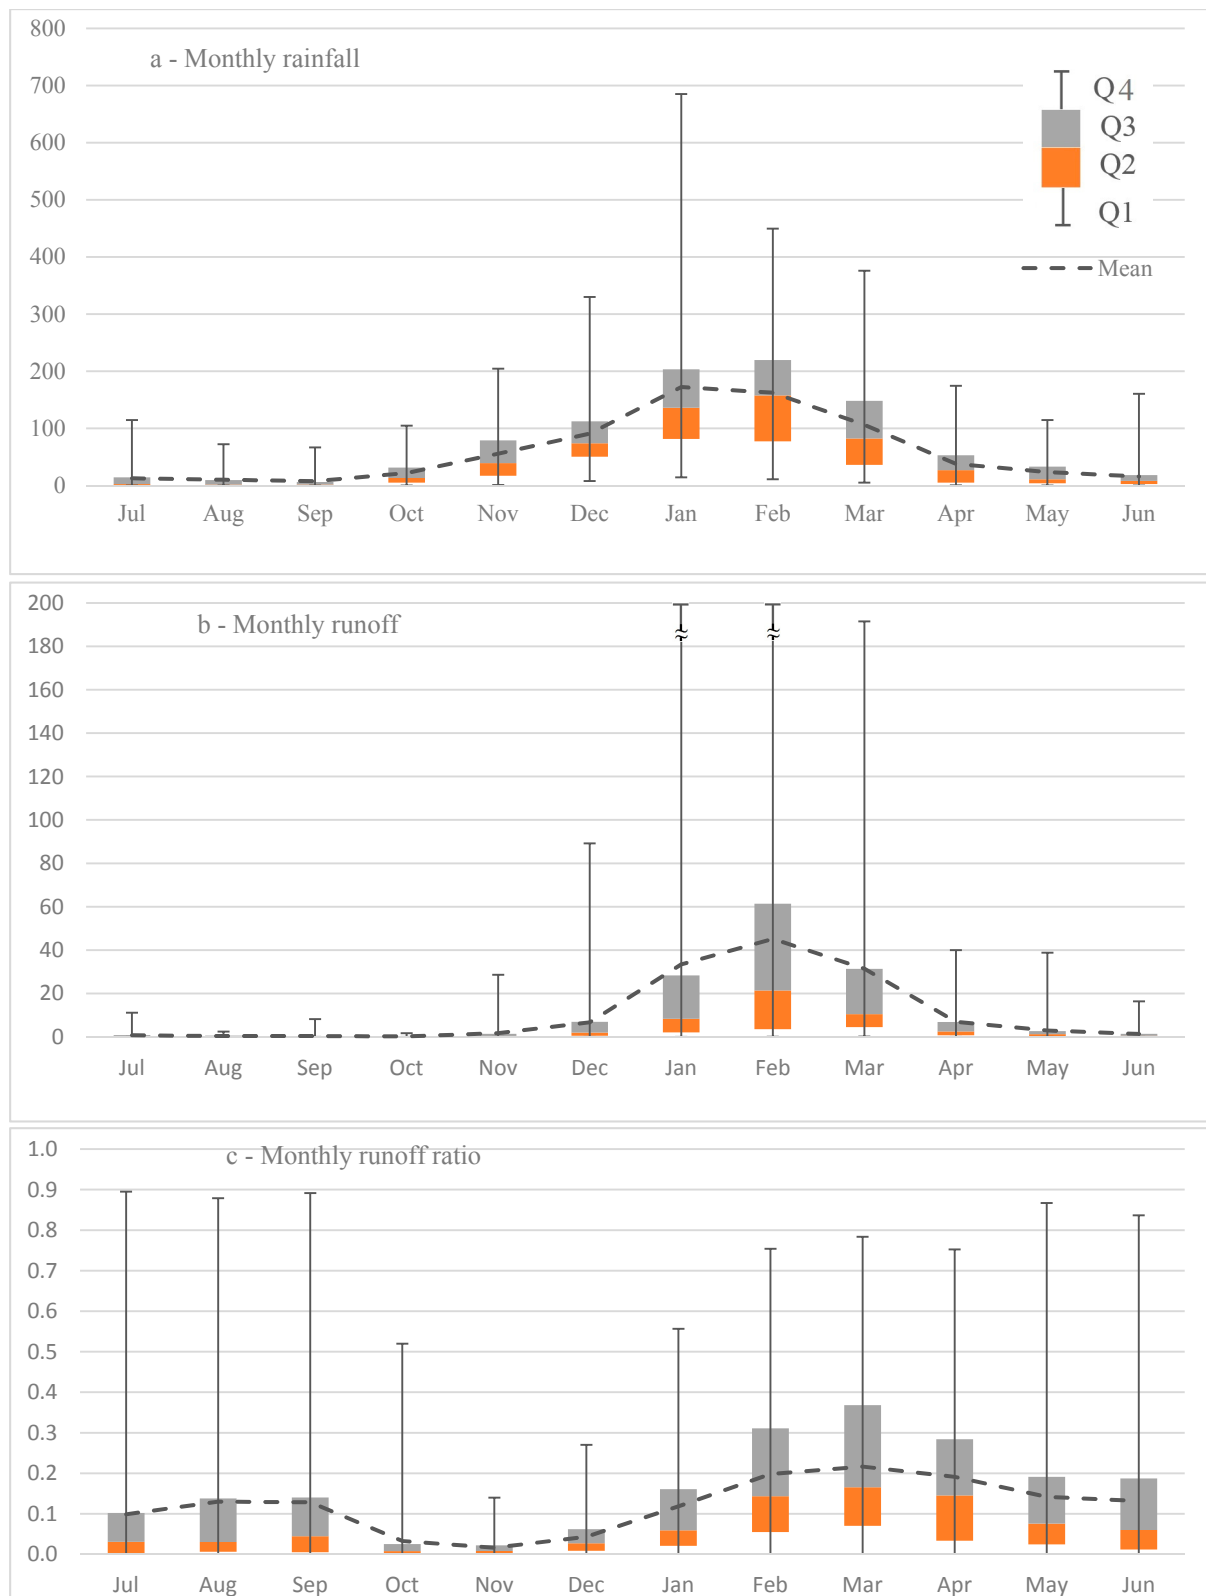 800
a - Monthly rainfall
700
600
500
400
300
200
100
0
Q4
Q3
Q2
Q1
Mean
Jul Aug Sep Oct Nov Dec Jan Feb Mar Apr May Jun
200
b - Monthly runoff
180
160
140
120
100
80
60
40
20
0
≈ ≈
Jul Aug Sep Oct Nov Dec Jan Feb Mar Apr May Jun
1.0
c - Monthly runoff ratio
0.9
0.8
0.7
0.6
0.5
0.4
0.3
0.2
0.1
0.0
Jul Aug Sep Oct Nov Dec Jan Feb Mar Apr May Jun